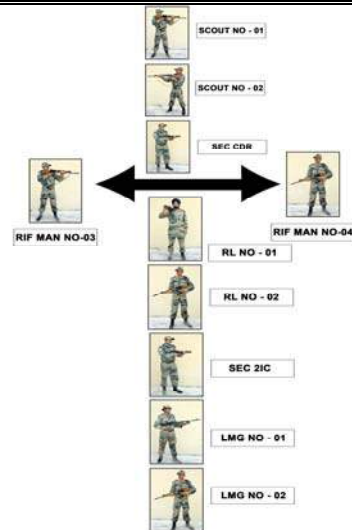 SCOUT NO - 01
SCOUT NO - 02
SEC CDR
RIF MAN NO-03
RIF MAN NO-04
RL NO - 01
RL NO - 02
SEC 2IC
LMG NO - 01
LMG NO - 02